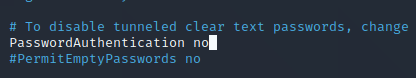 # To disable tunneled clear text passwords, change
PasswordAuthentication no
#PermitEmptyPasswords no